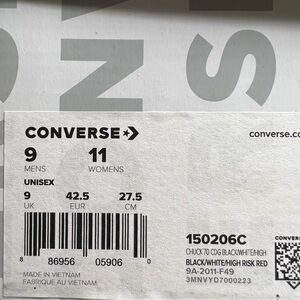 CONVERSE
converse.co
9 11
MENS WOMENS
UNISEX
9 42.5 27.5
UK EUR CM
8 86956 05906 0
MADE IN VIETNAM
FABRIQUÉ AU VIETNAM
150206C
CHUCK 70 CDG BLACK/WHITE/HIGH
BLACK/WHITE/HIGH RISK RED
9A-2011-F49
3MNVYD7000223